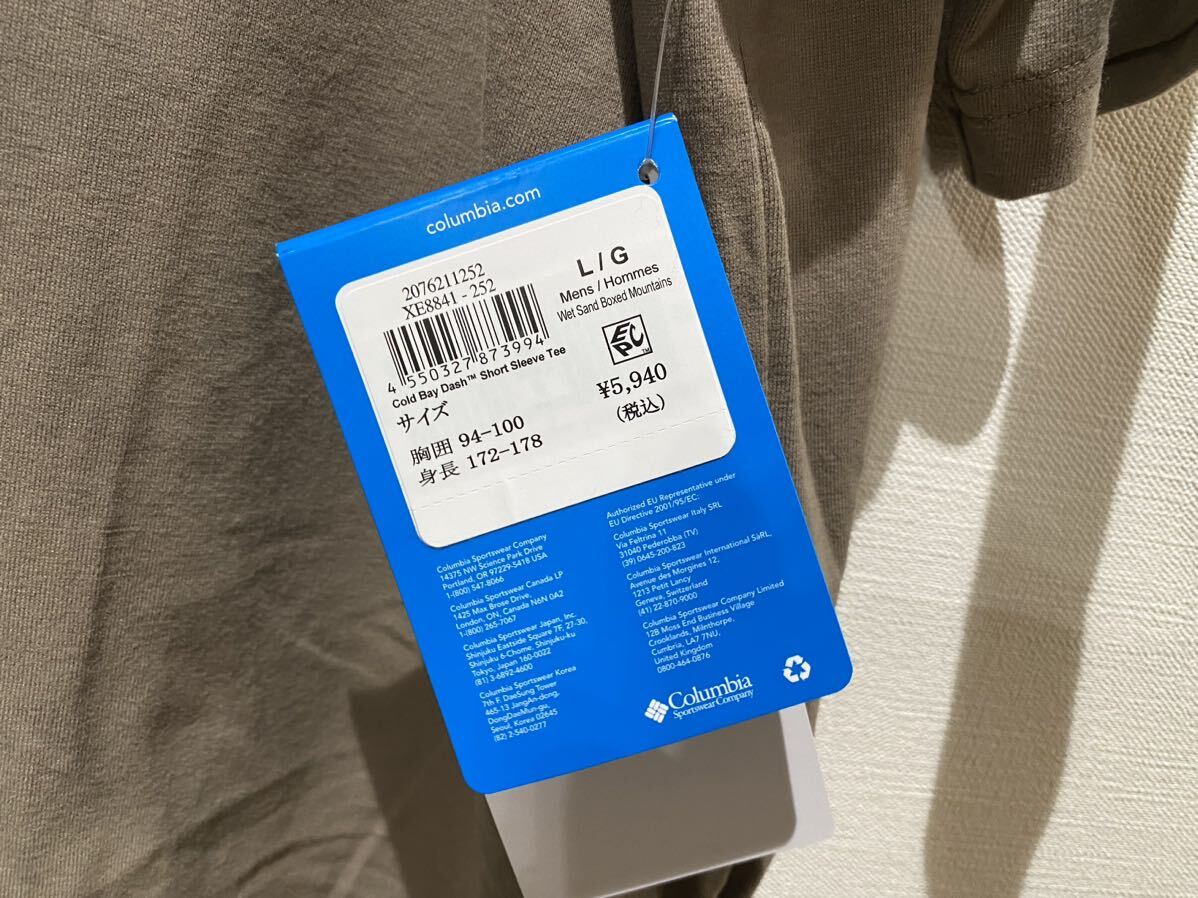 columbia.com
2076211252
XE8841 - 252
4 550327 873994
Cold Bay Dash™ Short Sleeve Tee
サイズ
胸囲 94-100
身長 172-178
L / G
Mens / Hommes
Wet Sand Boxed Mountains
EPC™
¥5,940
(税込)
Columbia Sportswear Company
14375 NW Science Park Drive
Portland, OR 97229-5418 USA
1-(800) 547-8066
Columbia Sportswear Canada LP
1425 Max Brose Drive,
London, ON, Canada N6N 0A2
1-(800) 265-7067
Columbia Sportswear Japan, Inc.
Shinjuku Eastside Square 7F, 27-30,
Shinjuku 6-Chome, Shinjuku-ku
Tokyo, Japan 160-0022
(81) 3-6892-4600
Columbia Sportswear Korea
7th F. DaeSung Tower
465-13 JangAn-dong,
DongDaeMun-gu,
Seoul, Korea 02645
(82) 2-540-0277
Authorized EU Representative under
EU Directive 2001/95/EC:
Columbia Sportswear Italy SRL
Via Feltrina 11
31040 Pederobba (TV)
(39) 0645-200-823
Columbia Sportswear International SàRL,
Avenue des Morgines 12,
1213 Petit Lancy
Geneva, Switzerland
(41) 22-870-9000
Columbia Sportswear Company Limited
12B Moss End Business Village
Crooklands, Milnthorpe,
Cumbria, LA7 7NU,
United Kingdom
0800-464-0876
Columbia
Sportswear Company